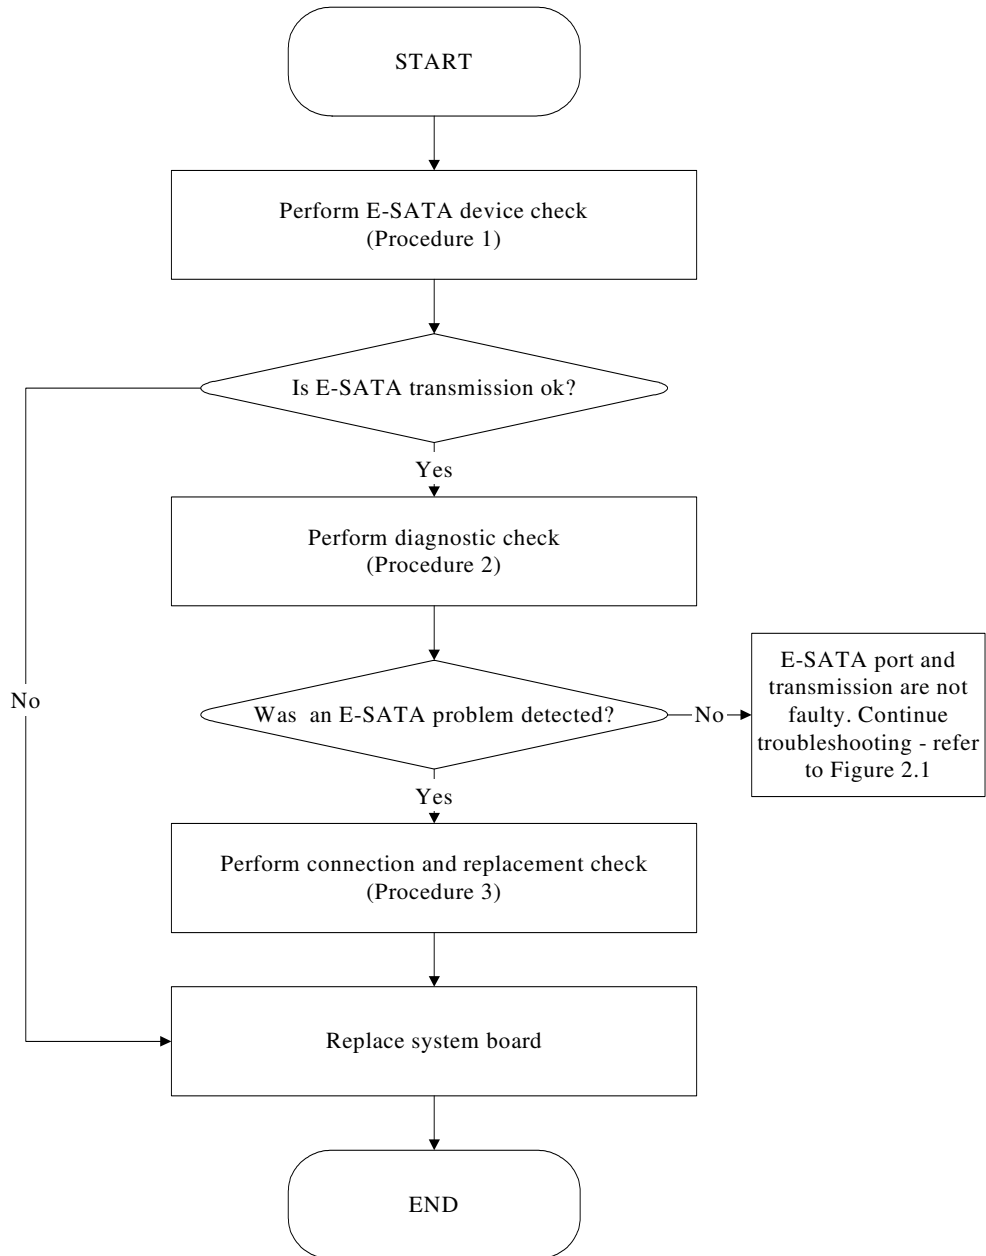 START
Perform E-SATA device check
(Procedure 1)
Is E-SATA transmission ok?
Yes
Perform diagnostic check
(Procedure 2)
Was an E-SATA problem detected?
No
E-SATA port and
transmission are not
faulty. Continue
troubleshooting - refer
to Figure 2.1
No
Yes
Perform connection and replacement check
(Procedure 3)
Replace system board
END